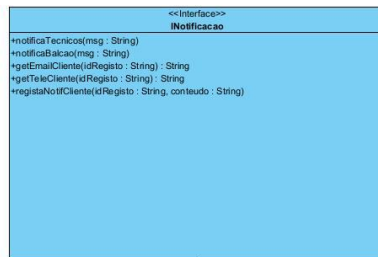 <<Interface>>
INotificacao
+notificaTecnicos(msg : String)
+notificaBalcao(msg : String)
+getEmailCliente(idRegisto : String) : String
+getTeleCliente(idRegisto : String) : String
+registaNotifCliente(idRegisto : String, conteudo : String)